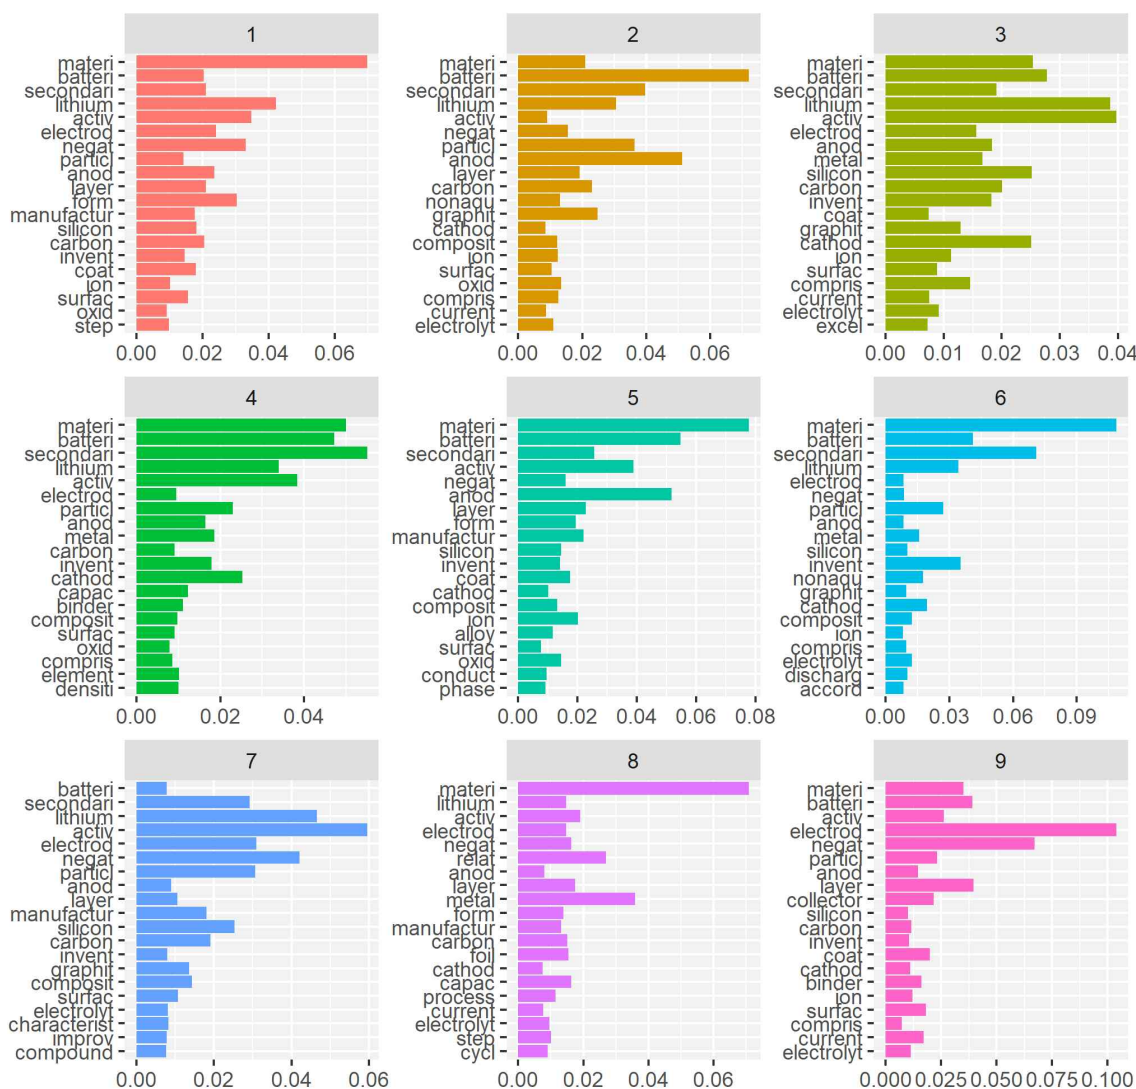 1
materi
batteri
secondari
lithium
activ
electrod
negat
particl
anod
layer
form
manufactur
silicon
carbon
invent
coat
ion
surfac
oxid
step
0.00 0.02 0.04 0.06
2
materi
batteri
secondari
lithium
activ
negat
particl
anod
layer
carbon
nonaqu
graphit
cathod
composit
ion
surfac
oxid
compris
current
electrolyt
0.00 0.02 0.04 0.06
3
materi
batteri
secondari
lithium
activ
electrod
anod
metal
silicon
carbon
invent
coat
graphit
cathod
ion
surfac
compris
current
electrolyt
excel
0.00 0.01 0.02 0.03 0.04
4
materi
batteri
secondari
lithium
activ
electrod
particl
anod
metal
carbon
invent
cathod
capac
binder
composit
surfac
oxid
compris
element
densiti
0.00 0.02 0.04
5
materi
batteri
secondari
activ
negat
anod
layer
form
manufactur
silicon
invent
coat
cathod
composit
ion
alloy
surfac
oxid
conduct
phase
0.00 0.02 0.04 0.06 0.08
6
materi
batteri
secondari
lithium
electrod
negat
particl
anod
metal
silicon
invent
nonaqu
graphit
cathod
composit
ion
compris
electrolyt
discharg
accord
0.00 0.03 0.06 0.09
7
batteri
secondari
lithium
activ
electrod
negat
particl
anod
layer
manufactur
silicon
carbon
invent
graphit
composit
surfac
electrolyt
characterist
improv
compound
0.00 0.02 0.04 0.06
8
materi
lithium
activ
electrod
negat
relat
anod
layer
metal
form
manufactur
carbon
foil
cathod
capac
process
current
electrolyt
step
cycl
0.00 0.02 0.04 0.06
9
materi
batteri
activ
electrod
negat
particl
anod
layer
collector
silicon
carbon
invent
coat
cathod
binder
ion
surfac
compris
current
electrolyt
0.0000.0250.0500.0750.100